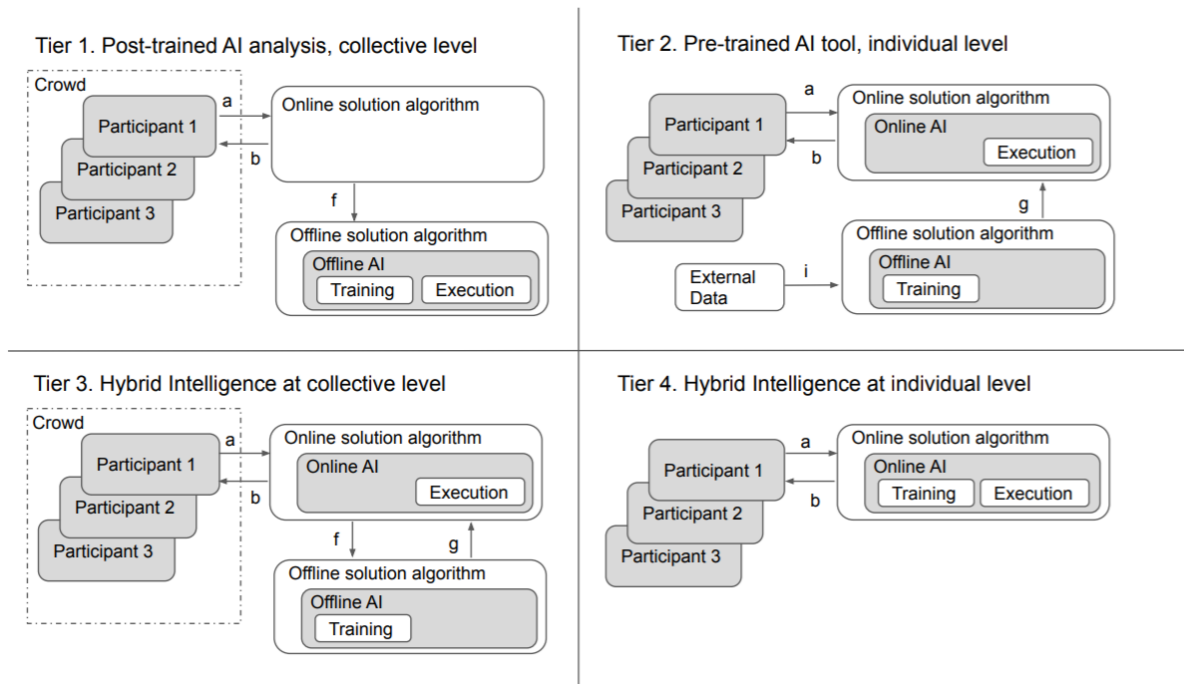 Tier 1. Post-trained AI analysis, collective level
Crowd
a
Participant 1
Online solution algorithm
b
Participant 2
Participant 3
f
Offline solution algorithm
Offline AI
Training
Execution
Tier 2. Pre-trained AI tool, individual level
a
Participant 1
Online solution algorithm
Online AI
Execution
b
Participant 2
Participant 3
g
Offline solution algorithm
Offline AI
Training
External
Data
i
Tier 3. Hybrid Intelligence at collective level
Crowd
a
Participant 1
Online solution algorithm
Online AI
Execution
b
Participant 2
Participant 3
f
g
Offline solution algorithm
Offline AI
Training
Tier 4. Hybrid Intelligence at individual level
a
Participant 1
Online solution algorithm
Online AI
Training
Execution
b
Participant 2
Participant 3